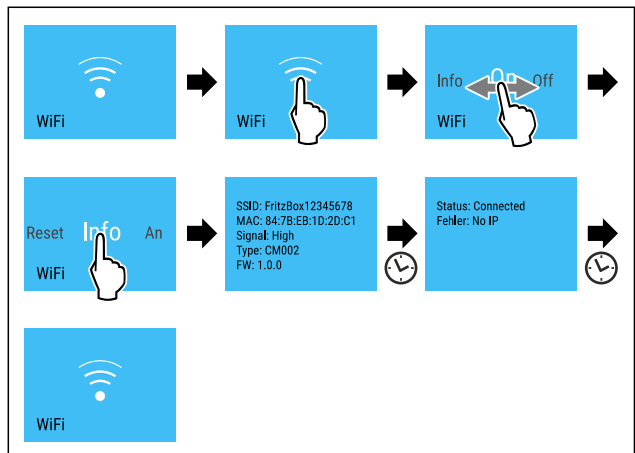 WiFi
WiFi
Info On Off
WiFi
Reset Info An
WiFi
SSID: FritzBox12345678
MAC: 84:7B:EB:1D:2D:C1
Signal: High
Type: CM002
FW: 1.0.0
Status: Connected
Fehler: No IP
WiFi